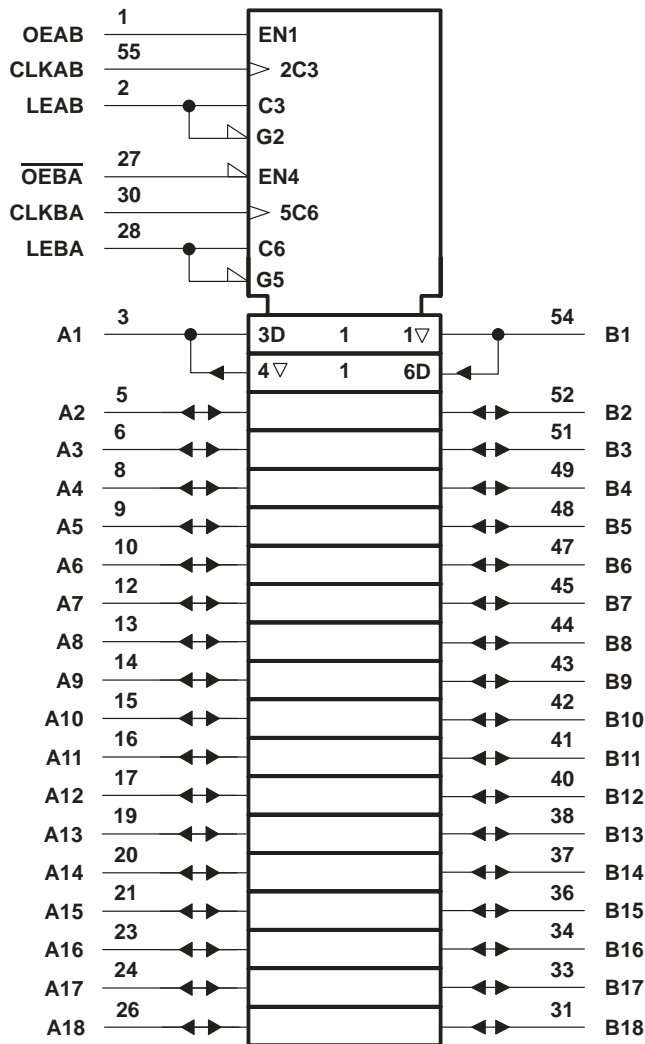 1
OEAB EN1
55
CLKAB 2C3
2
LEAB C3
G2
27
OEBA EN4
30
CLKBA 5C6
28
LEBA C6
G5
3 54
A1 3D 1 1▽ B1
4▽ 1 6D
5 52
A2 B2
6 51
A3 B3
8 49
A4 B4
9 48
A5 B5
10 47
A6 B6
12 45
A7 B7
13 44
A8 B8
14 43
A9 B9
15 42
A10 B10
16 41
A11 B11
17 40
A12 B12
19 38
A13 B13
20 37
A14 B14
21 36
A15 B15
23 34
A16 B16
24 33
A17 B17
26 31
A18 B18